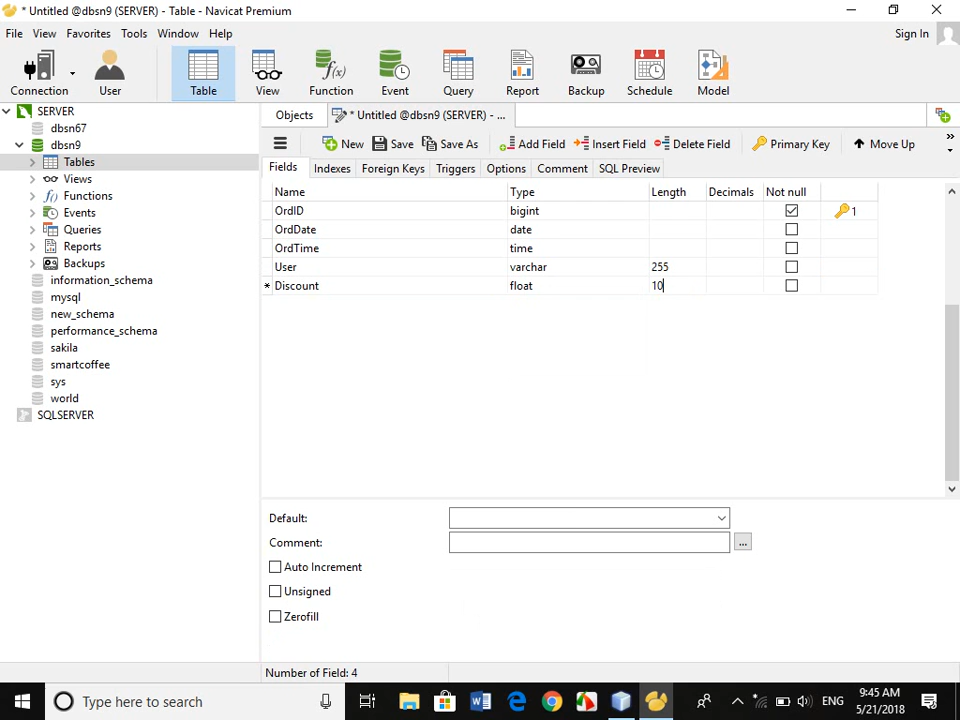 * Untitled @dbsn9 (SERVER) - Table - Navicat Premium
File View Favorites Tools Window Help Sign In
Connection User Table View Function Event Query Report Backup Schedule Model
SERVER
dbsn67
dbsn9
Tables
Views
Functions
Events
Queries
Reports
Backups
information_schema
mysql
new_schema
performance_schema
sakila
smartcoffee
sys
world
SQLSERVER
Objects * Untitled @dbsn9 (SERVER) - ...
New Save Save As Add Field Insert Field Delete Field Primary Key Move Up »
Fields Indexes Foreign Keys Triggers Options Comment SQL Preview
Name Type Length Decimals Not null
OrdID bigint 1
OrdDate date
OrdTime time
User varchar 255
* Discount float 10
Default:
Comment: ...
Auto Increment
Unsigned
Zerofill
Number of Field: 4
Type here to search ENG 9:45 AM
5/21/2018